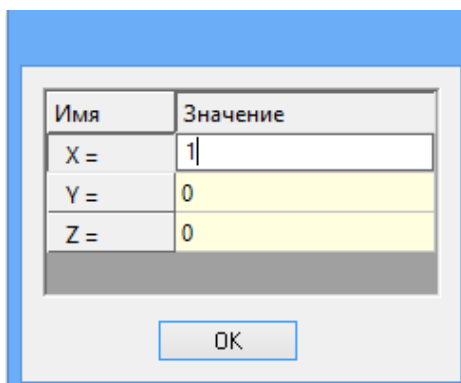 Имя Значение
X = 1
Y = 0
Z = 0
OK